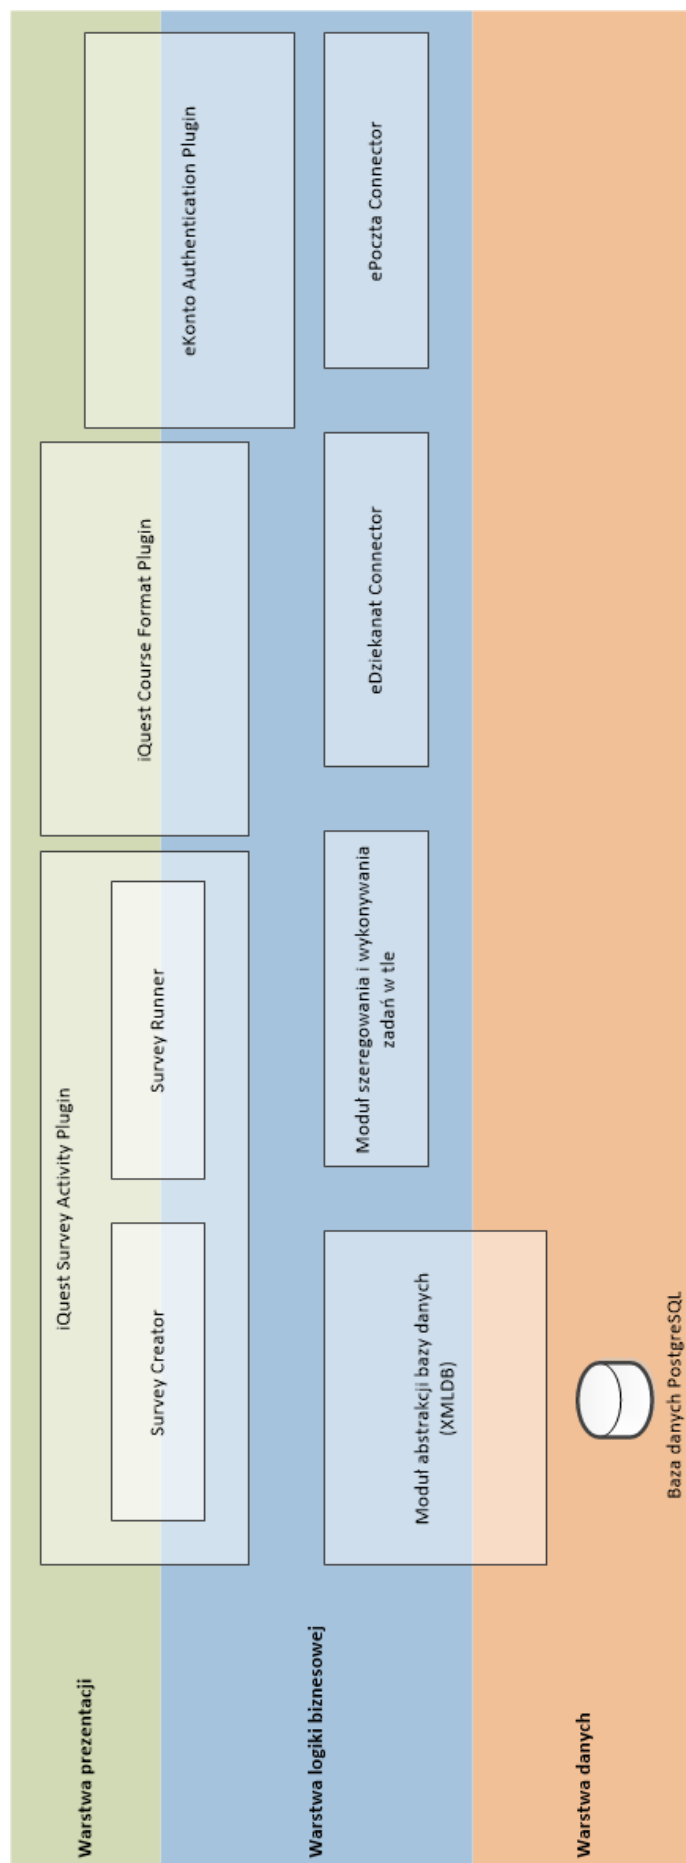 Warstwa prezentacji
iQuest Survey Activity Plugin
Survey Creator
Survey Runner
iQuest Course Format Plugin
eKonto Authentication Plugin
Warstwa logiki biznesowej
Moduł abstrakcji bazy danych
(XMLDB)
Moduł szeregowania i wykonywania
zadań w tle
eDziekanat Connector
ePoczta Connector
Warstwa danych
Baza danych PostgreSQL